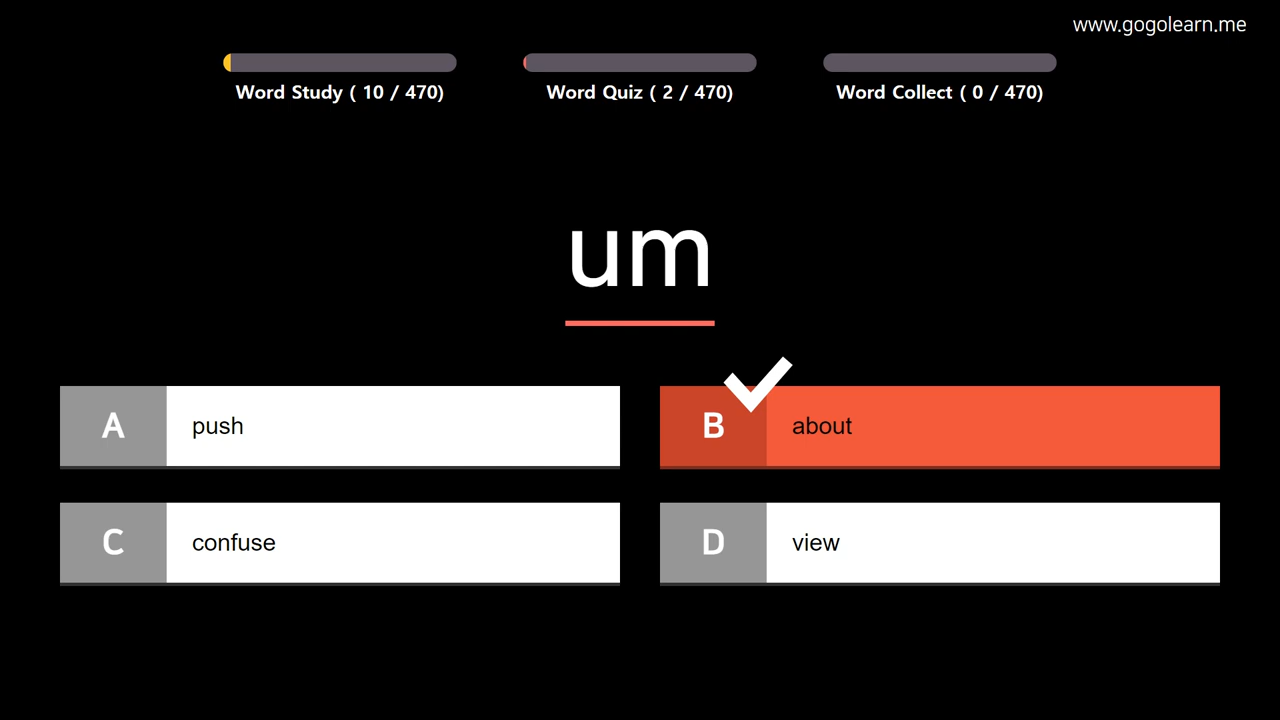 www.gogolearn.me
Word Study ( 10 / 470)
Word Quiz ( 2 / 470)
Word Collect ( 0 / 470)
um
A push
B about
C confuse
D view